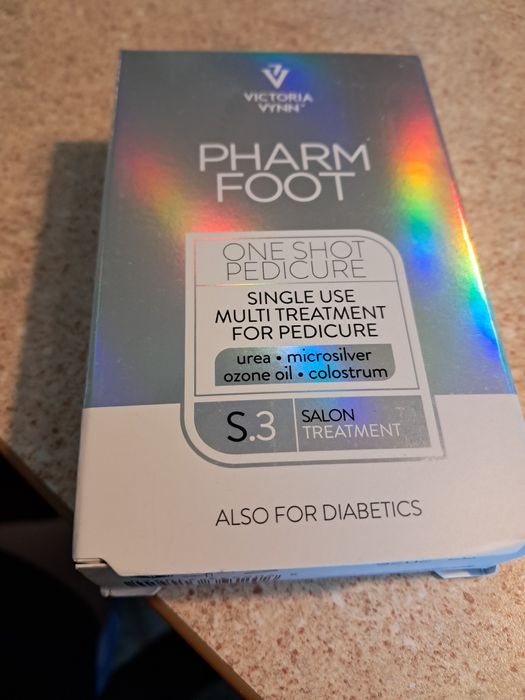 VICTORIA
VYNN™
PHARM
FOOT
ONE SHOT
PEDICURE
SINGLE USE
MULTI TREATMENT
FOR PEDICURE
urea • microsilver
ozone oil • colostrum
S.3
SALON
TREATMENT
ALSO FOR DIABETICS